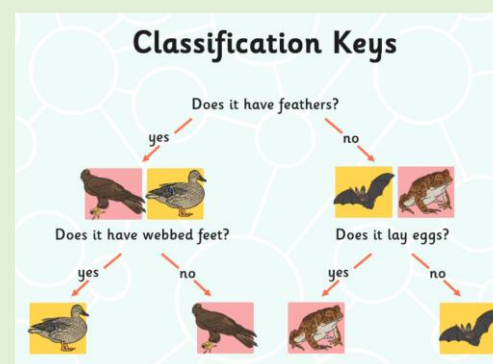 Classification Keys
Does it have feathers?
yes no
Does it have webbed feet? Does it lay eggs?
yes no yes no